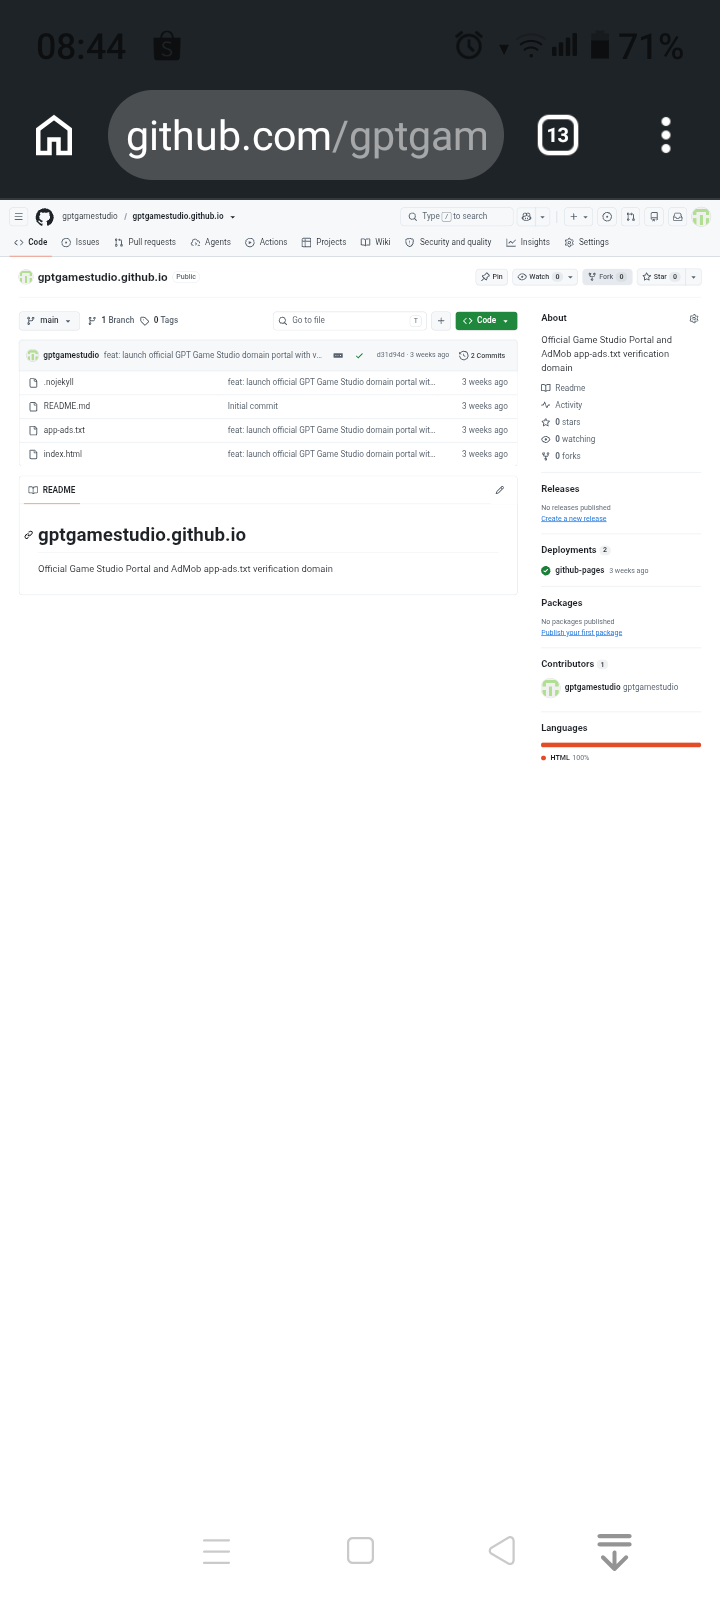 08:44
71%
github.com/gptgam
13
gptgamestudio / gptgamestudio.github.io
Type / to search
Code Issues Pull requests Agents Actions Projects Wiki Security and quality Insights Settings
gptgamestudio.github.io Public
Pin Watch 0 Fork 0 Star 0
main 1 Branch 0 Tags
Go to file T
Code
gptgamestudio feat: launch official GPT Game Studio domain portal with v... d31d94d · 3 weeks ago 2 Commits
.nojekyll feat: launch official GPT Game Studio domain portal wit... 3 weeks ago
README.md Initial commit 3 weeks ago
app-ads.txt feat: launch official GPT Game Studio domain portal wit... 3 weeks ago
index.html feat: launch official GPT Game Studio domain portal wit... 3 weeks ago
README
gptgamestudio.github.io
Official Game Studio Portal and AdMob app-ads.txt verification domain
About
Official Game Studio Portal and
AdMob app-ads.txt verification
domain
Readme
Activity
0 stars
0 watching
0 forks
Releases
No releases published
Create a new release
Deployments 2
github-pages 3 weeks ago
Packages
No packages published
Publish your first package
Contributors 1
gptgamestudio gptgamestudio
Languages
HTML 100%